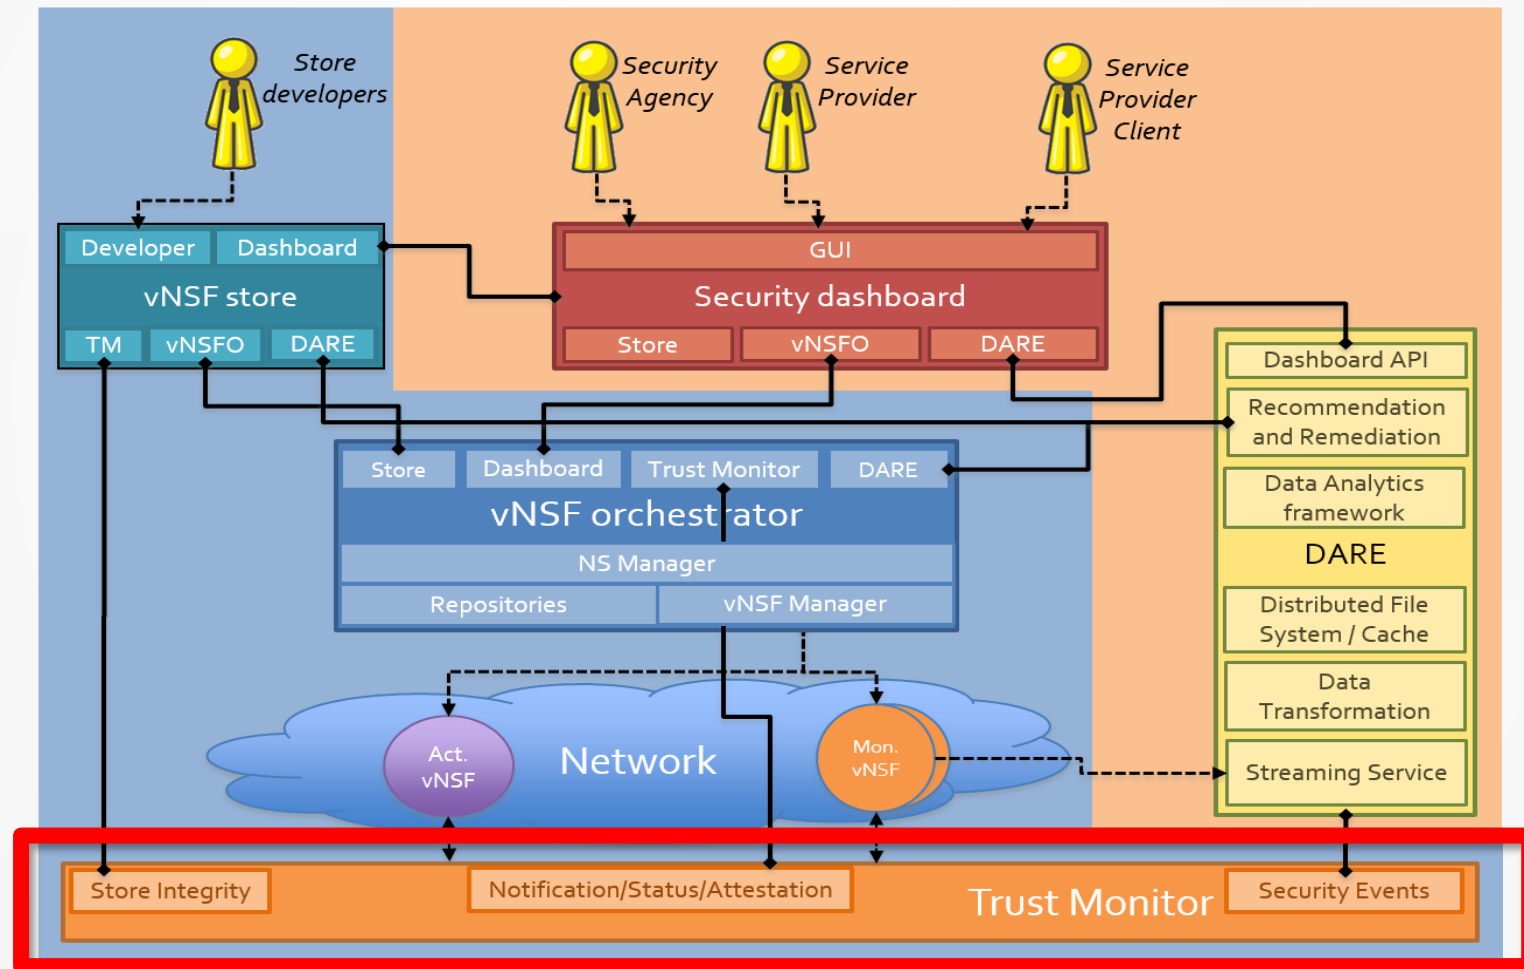 Store
developers
Security
Agency
Service
Provider
Service
Provider
Client
Developer
Dashboard
vNSF store
TM
vNSFO
DARE
GUI
Security dashboard
Store
vNSFO
DARE
Dashboard API
Recommendation
and Remediation
Data Analytics
framework
DARE
Distributed File
System / Cache
Data
Transformation
Streaming Service
Store
Dashboard
Trust Monitor
DARE
vNSF orchestrator
NS Manager
Repositories
vNSF Manager
Act.
vNSF
Network
Mon.
vNSF
Store Integrity
Notification/Status/Attestation
Trust Monitor
Security Events